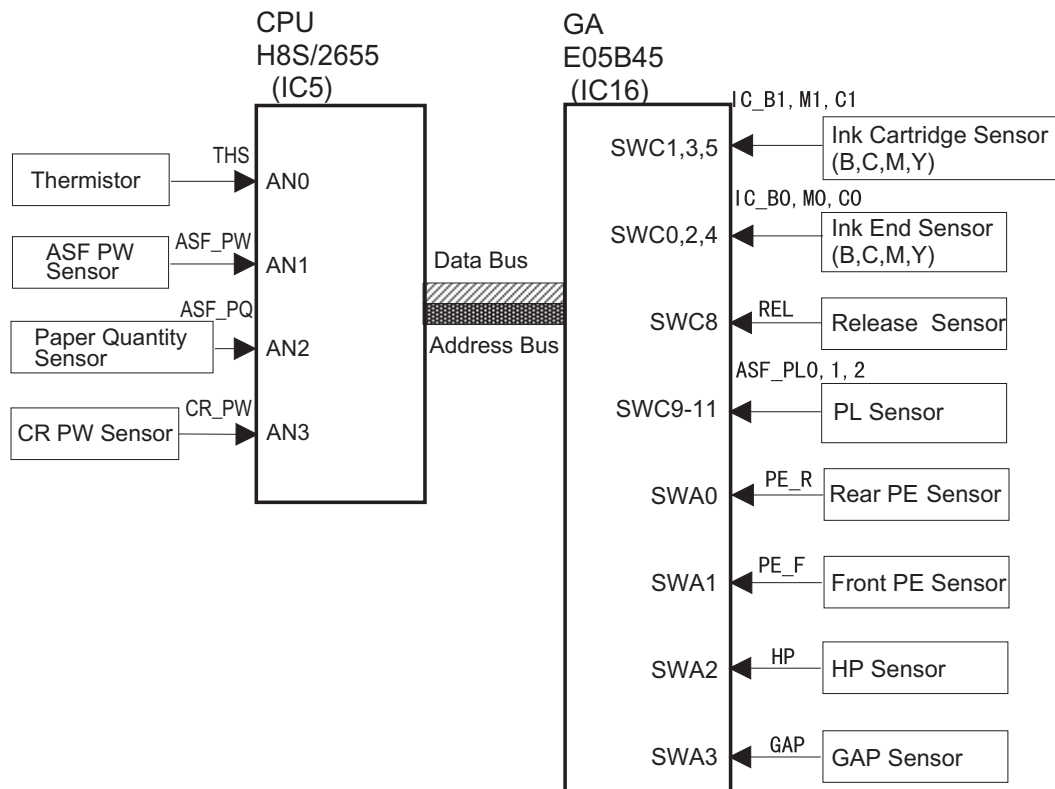 CPU
H8S/2655
(IC5)
GA
E05B45
(IC16)
Thermistor
THS
AN0
ASF PW
Sensor
ASF_PW
AN1
Paper Quantity
Sensor
ASF_PQ
AN2
CR PW Sensor
CR_PW
AN3
Data Bus
Address Bus
SWC1,3,5
IC_B1, M1, C1
Ink Cartridge Sensor
(B,C,M,Y)
SWC0,2,4
IC_B0, M0, C0
Ink End Sensor
(B,C,M,Y)
SWC8
REL
Release Sensor
SWC9-11
ASF_PL0, 1, 2
PL Sensor
SWA0
PE_R
Rear PE Sensor
SWA1
PE_F
Front PE Sensor
SWA2
HP
HP Sensor
SWA3
GAP
GAP Sensor